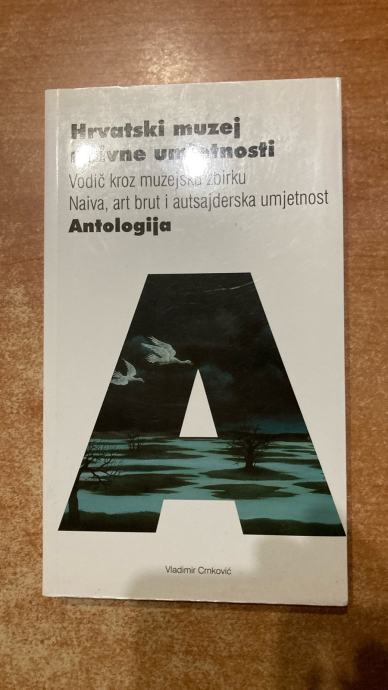 Hrvatski muzej
naivne umjetnosti
Vodič kroz muzejsku zbirku
Naiva, art brut i autsajderska umjetnost
Antologija
A
Vladimir Crnković